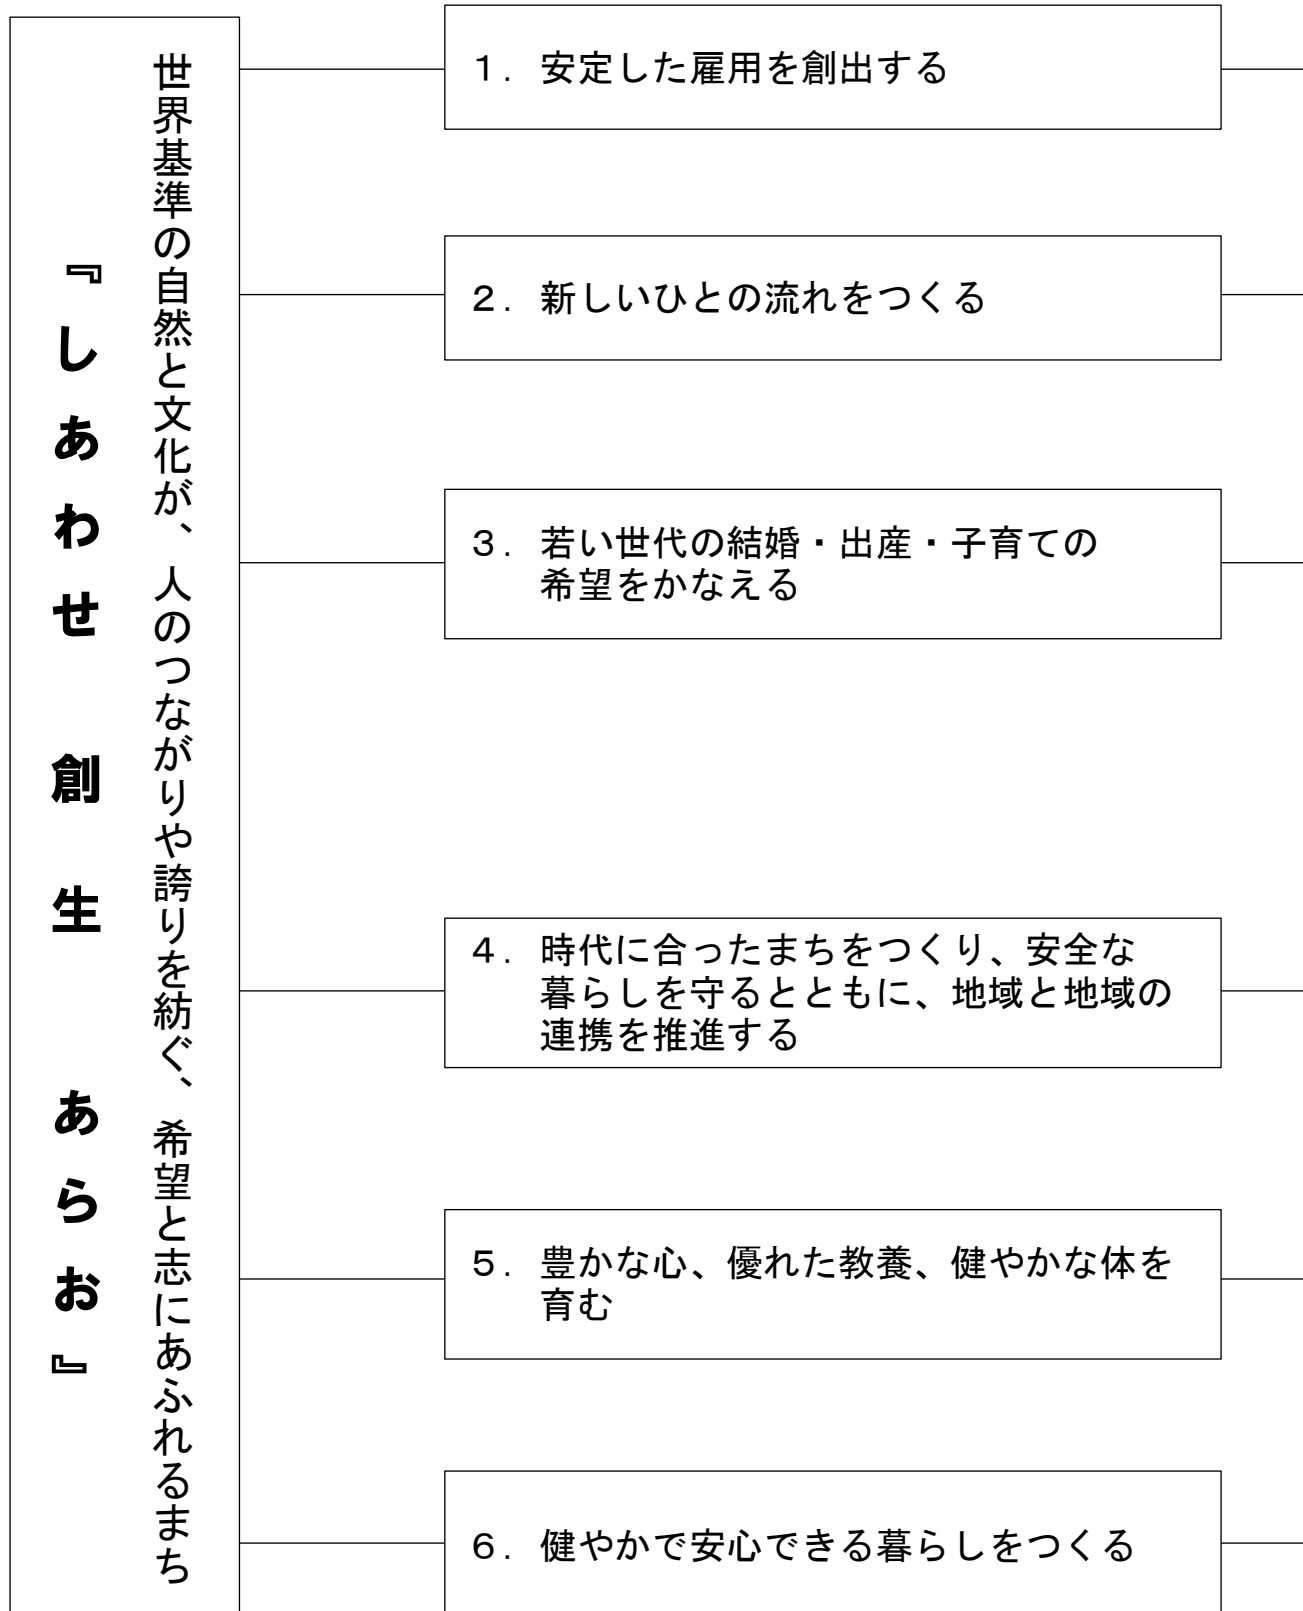 世界基準の自然と文化が、人のつながりや誇りを紡ぐ、希望と志にあふれるまち
『しあわせ 創生 あらお』
１．安定した雇用を創出する
２．新しいひとの流れをつくる
３．若い世代の結婚・出産・子育ての
希望をかなえる
４．時代に合ったまちをつくり、安全な
暮らしを守るとともに、地域と地域の
連携を推進する
５．豊かな心、優れた教養、健やかな体を
育む
６．健やかで安心できる暮らしをつくる